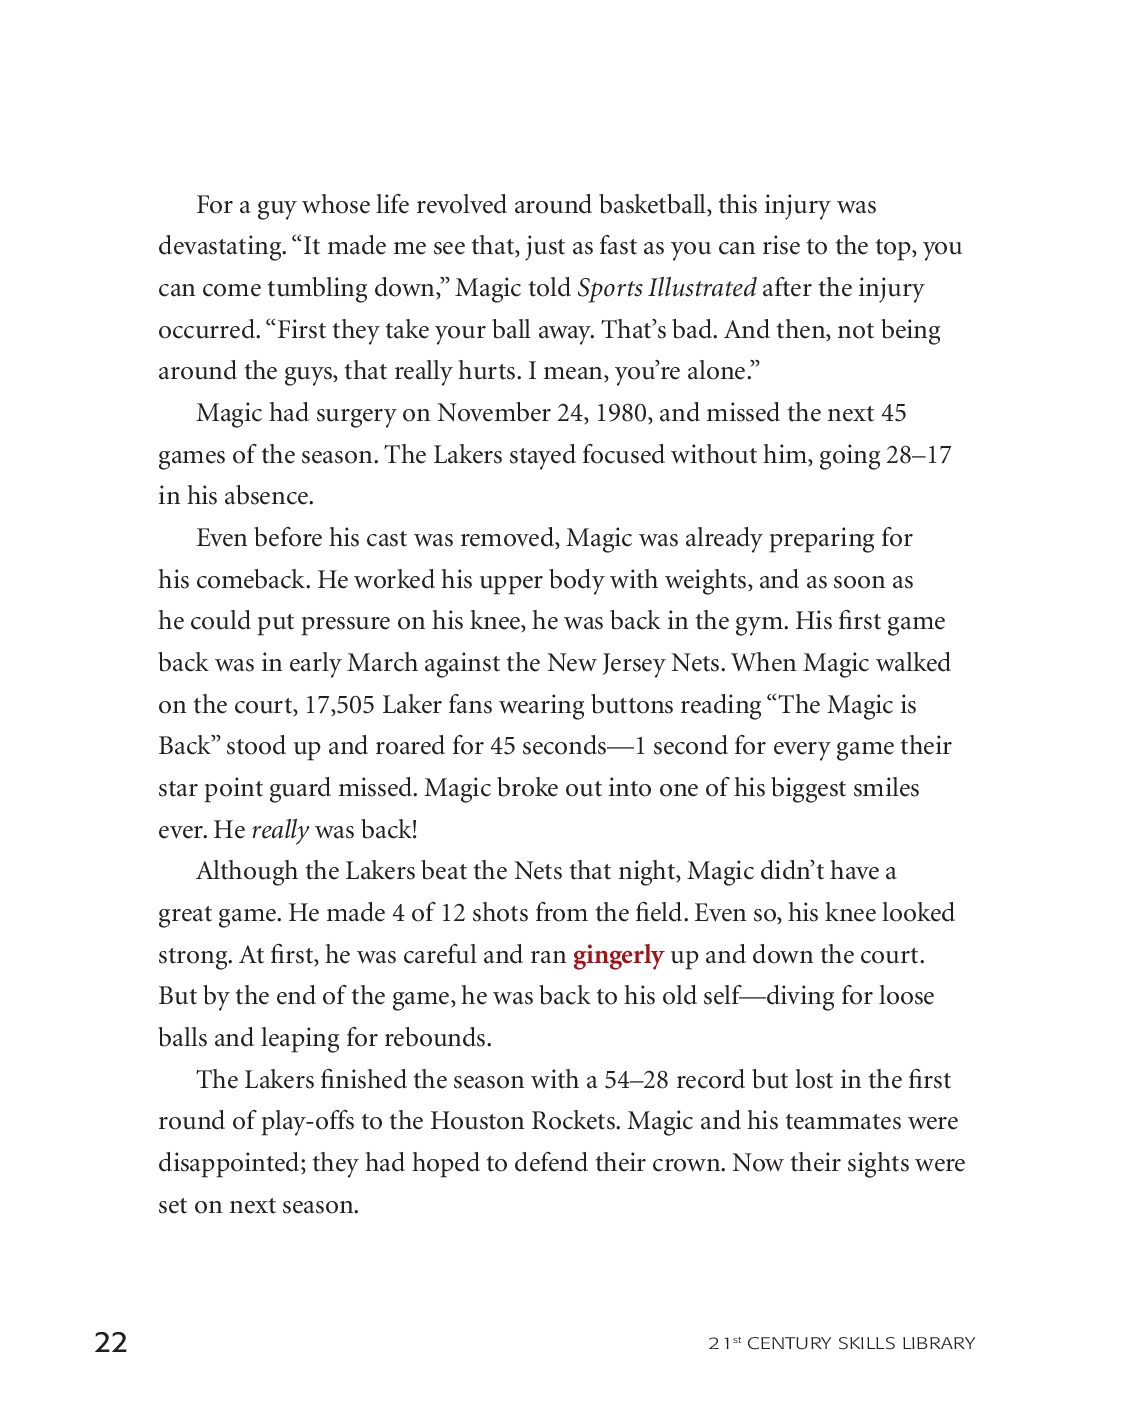 For a guy whose life revolved around basketball, this injury was
devastating. “It made me see that, just as fast as you can rise to the top, you
can come tumbling down,” Magic told Sports Illustrated after the injury
occurred. “First they take your ball away. That’s bad. And then, not being
around the guys, that really hurts. I mean, you’re alone.”
Magic had surgery on November 24, 1980, and missed the next 45
games of the season. The Lakers stayed focused without him, going 28–17
in his absence.
Even before his cast was removed, Magic was already preparing for
his comeback. He worked his upper body with weights, and as soon as
he could put pressure on his knee, he was back in the gym. His first game
back was in early March against the New Jersey Nets. When Magic walked
on the court, 17,505 Laker fans wearing buttons reading “The Magic is
Back” stood up and roared for 45 seconds—1 second for every game their
star point guard missed. Magic broke out into one of his biggest smiles
ever. He really was back!
Although the Lakers beat the Nets that night, Magic didn’t have a
great game. He made 4 of 12 shots from the field. Even so, his knee looked
strong. At first, he was careful and ran gingerly up and down the court.
But by the end of the game, he was back to his old self—diving for loose
balls and leaping for rebounds.
The Lakers finished the season with a 54–28 record but lost in the first
round of play-offs to the Houston Rockets. Magic and his teammates were
disappointed; they had hoped to defend their crown. Now their sights were
set on next season.
22
21st CENTURY SKILLS LIBRARY